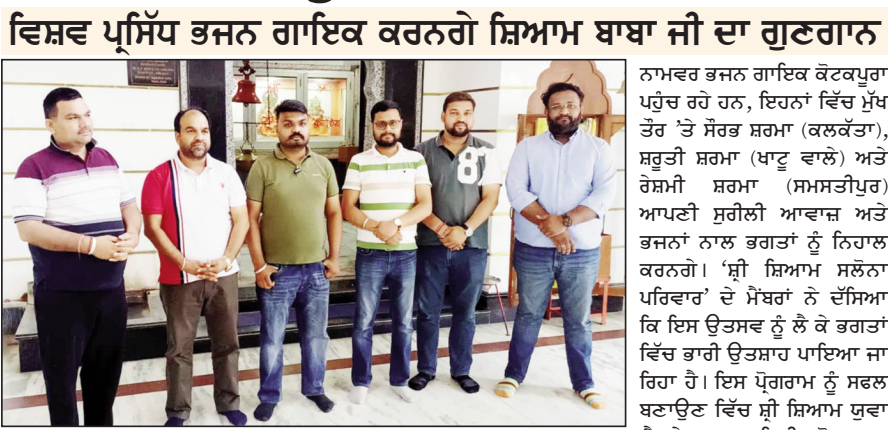 ਵਿਸ਼ਵ ਪ੍ਰਸਿੱਧ ਭਜਨ ਗਾਇਕ ਕਰਨਗੇ ਸ਼ਿਆਮ ਬਾਬਾ ਜੀ ਦਾ ਗੁਣਗਾਨ
ਨਾਮਵਰ ਭਜਨ ਗਾਇਕ ਕੋਟਕਪੂਰਾ
ਪਹੁੰਚ ਰਹੇ ਹਨ, ਇਹਨਾਂ ਵਿੱਚ ਮੁੱਖ
ਤੌਰ ’ਤੇ ਸੌਰਭ ਸ਼ਰਮਾ (ਕਲਕੱਤਾ),
ਸ਼ਰੂਤੀ ਸ਼ਰਮਾ (ਖਾਟੂ ਵਾਲੇ) ਅਤੇ
ਰੇਸ਼ਮੀ ਸ਼ਰਮਾ (ਸਮਸਤੀਪੁਰ)
ਆਪਣੀ ਸੁਰੀਲੀ ਆਵਾਜ਼ ਅਤੇ
ਭਜਨਾਂ ਨਾਲ ਭਗਤਾਂ ਨੂੰ ਨਿਹਾਲ
ਕਰਨਗੇ। ‘ਸ਼੍ਰੀ ਸ਼ਿਆਮ ਸਲੋਨਾ
ਪਰਿਵਾਰ’ ਦੇ ਮੈਂਬਰਾਂ ਨੇ ਦੱਸਿਆ
ਕਿ ਇਸ ਉਤਸਵ ਨੂੰ ਲੈ ਕੇ ਭਗਤਾਂ
ਵਿੱਚ ਭਾਰੀ ਉਤਸ਼ਾਹ ਪਾਇਆ ਜਾ
ਰਿਹਾ ਹੈ। ਇਸ ਪ੍ਰੋਗਰਾਮ ਨੂੰ ਸਫਲ
ਬਣਾਉਣ ਵਿੱਚ ਸ਼੍ਰੀ ਸ਼ਿਆਮ ਯੁਵਾ
8